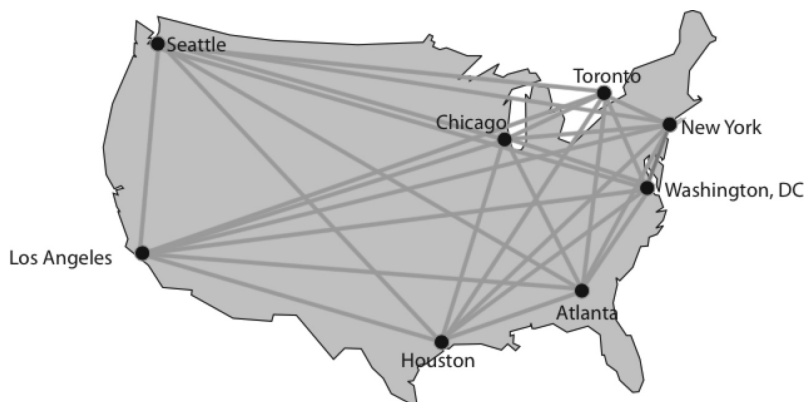 Seattle
Toronto
Chicago
New York
Washington, DC
Los Angeles
Atlanta
Houston